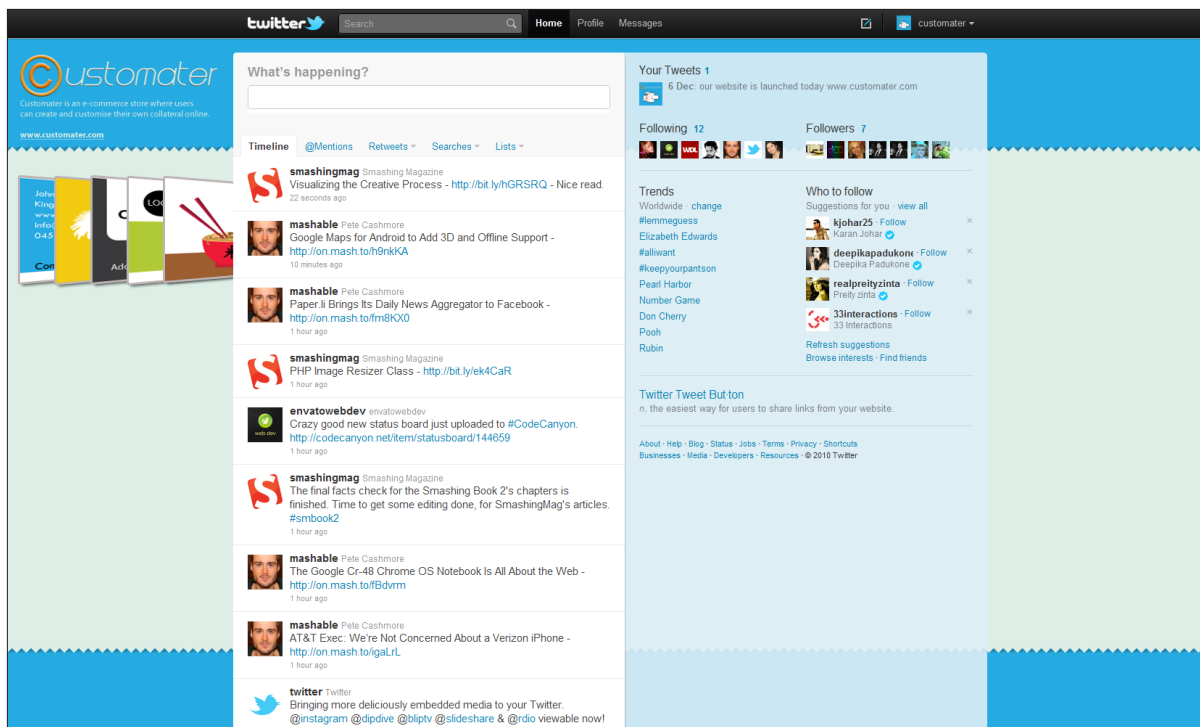 twitter
Search
Home Profile Messages
customater
©ustomater
Customater is an e-commerce store where users
can create and customise their own collateral online.
www.customater.com
John
King
www
Info@
045
Con
Ado
LOG
What's happening?
Timeline @Mentions Retweets Searches Lists
smashingmag Smashing Magazine
Visualizing the Creative Process - http://bit.ly/hGRSRQ - Nice read.
22 seconds ago
mashable Pete Cashmore
Google Maps for Android to Add 3D and Offline Support -
http://on.mash.to/h9nkKA
10 minutes ago
mashable Pete Cashmore
Paper.li Brings Its Daily News Aggregator to Facebook -
http://on.mash.to/fm8KX0
1 hour ago
smashingmag Smashing Magazine
PHP Image Resizer Class - http://bit.ly/ek4CaR
1 hour ago
web dev
envatowebdev envatowebdev
Crazy good new status board just uploaded to #CodeCanyon.
http://codecanyon.net/item/statusboard/144659
1 hour ago
smashingmag Smashing Magazine
The final facts check for the Smashing Book 2's chapters is
finished. Time to get some editing done, for SmashingMag's articles.
#smbook2
1 hour ago
mashable Pete Cashmore
The Google Cr-48 Chrome OS Notebook Is All About the Web -
http://on.mash.to/fBdvrm
1 hour ago
mashable Pete Cashmore
AT&T Exec: We're Not Concerned About a Verizon iPhone -
http://on.mash.to/igaLrL
1 hour ago
twitter Twitter
Bringing more deliciously embedded media to your Twitter.
@instagram @dipdive @bliptv @slideshare & @rdio viewable now!
Your Tweets 1
6 Dec: our website is launched today www.customater.com
Following 12
WDL
Followers 7
Trends
Worldwide · change
#lemmeguess
Elizabeth Edwards
#alliwant
#keepyourpantson
Pearl Harbor
Number Game
Don Cherry
Pooh
Rubin
Who to follow
Suggestions for you · view all
kjohar25 · Follow
Karan Johar
deepikapadukone · Follow
Deepika Padukone
realpreityzinta · Follow
Preity zinta
33interactions · Follow
33 Interactions
Refresh suggestions
Browse interests · Find friends
Twitter Tweet But·ton
n. the easiest way for users to share links from your website.
About · Help · Blog · Status · Jobs · Terms · Privacy · Shortcuts
Businesses · Media · Developers · Resources · © 2010 Twitter